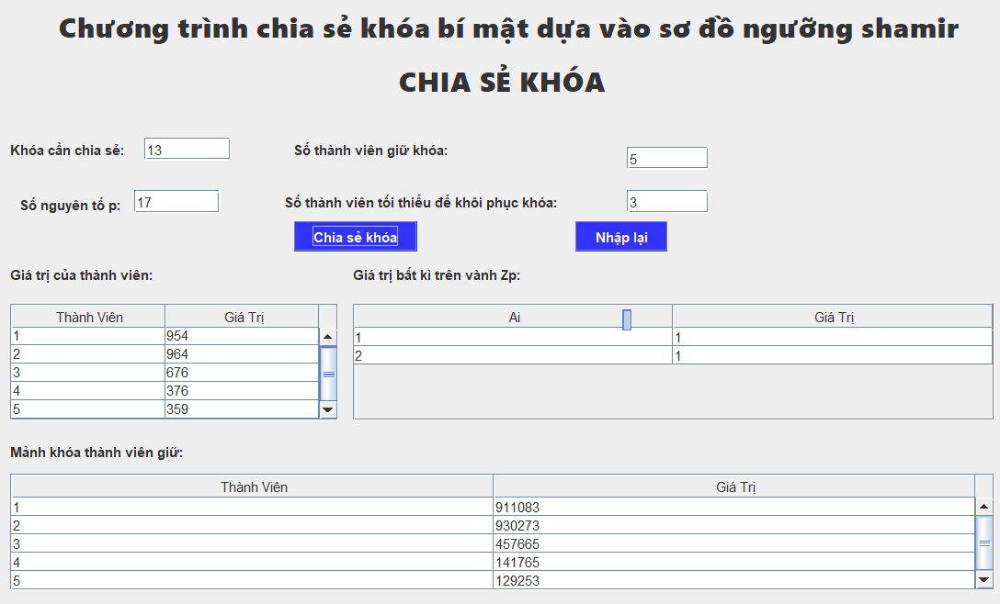 Chương trình chia sẻ khóa bí mật dựa vào sơ đồ ngưỡng shamir
CHIA SẺ KHÓA
Khóa cần chia sẻ: 13 Số thành viên giữ khóa: 5
Số nguyên tố p: 17 Số thành viên tối thiểu để khôi phục khóa: 3
Chia sẻ khóa Nhập lại
Giá trị của thành viên: Giá trị bất kì trên vành Zp:
Thành Viên Giá Trị Ai Giá Trị
1 954 1 1
2 964 2 1
3 676
4 376
5 359
Mảnh khóa thành viên giữ:
Thành Viên Giá Trị
1 911083
2 930273
3 457665
4 141765
5 129253